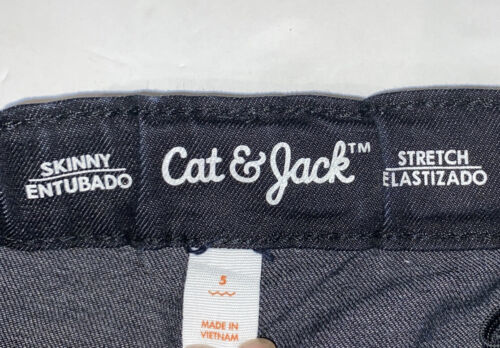 SKINNY
ENTUBADO
Cat & Jack™
STRETCH
ELASTIZADO
5
MADE IN
VIETNAM